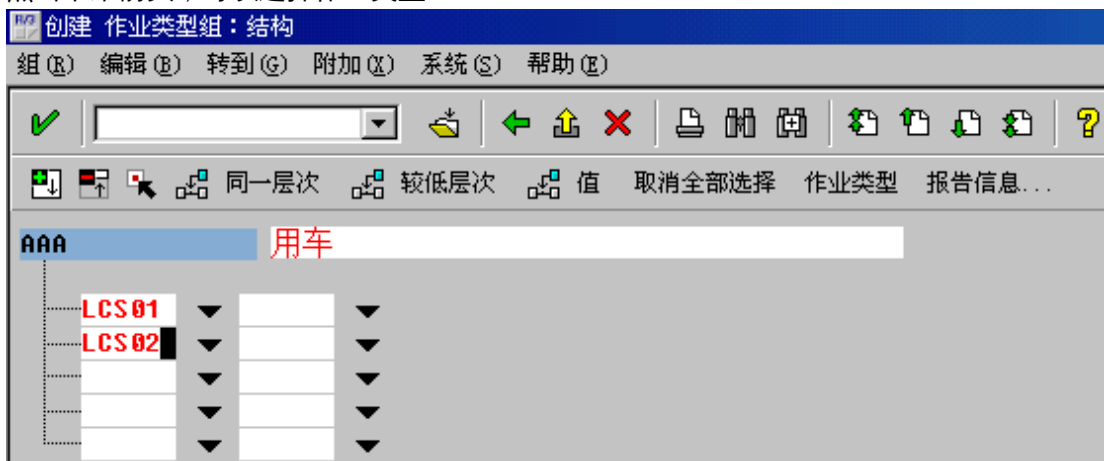 创建 作业类型组：结构
组(R) 编辑(B) 转到(G) 附加(X) 系统(S) 帮助(E)
同一层次 较低层次 值 取消全部选择 作业类型 报告信息...
AAA 用车
LCS01
LCS02